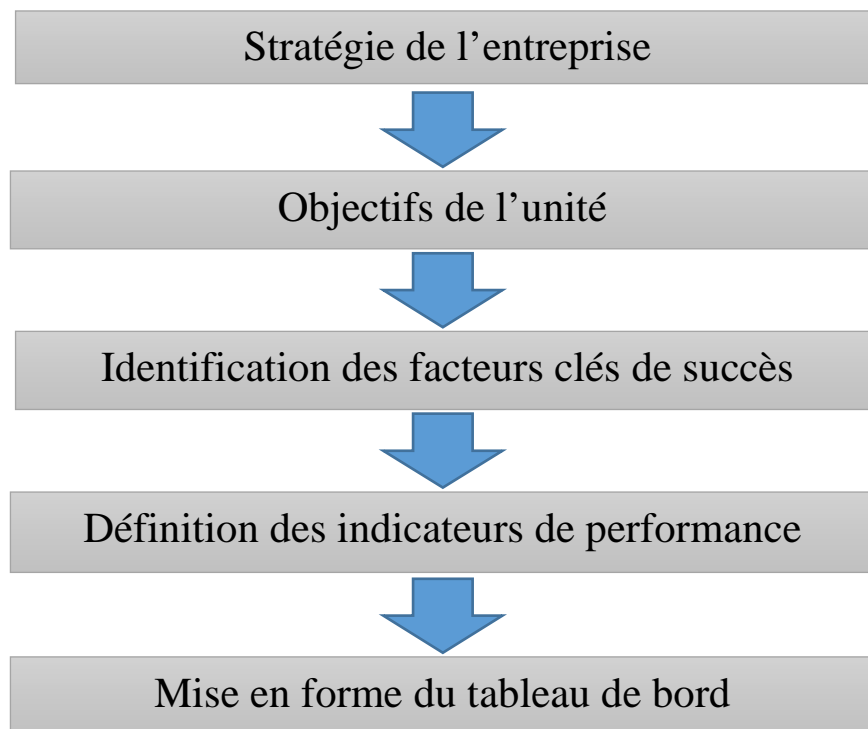 Stratégie de l’entreprise
Objectifs de l’unité
Identification des facteurs clés de succès
Définition des indicateurs de performance
Mise en forme du tableau de bord